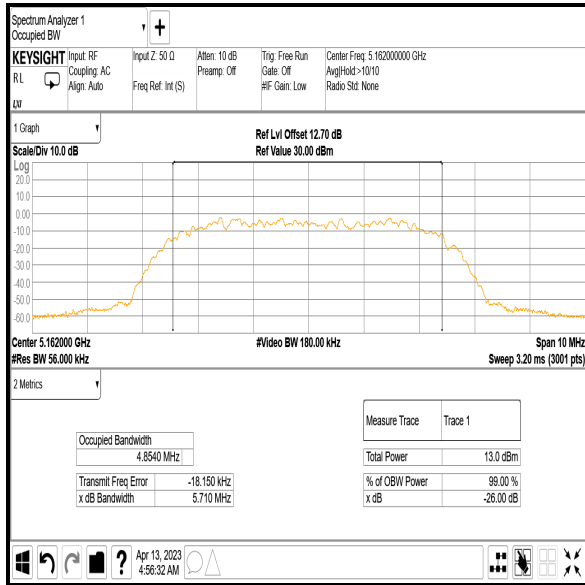 Spectrum Analyzer 1
Occupied BW
KEYSIGHT Input: RF Input Z: 50 Ω Atten: 10 dB Trig: Free Run Center Freq: 5.162000000 GHz
RL Coupling: AC Preamp: Off Gate: Off Avg|Hold:>10/10
Align: Auto Freq Ref: Int (S) #IF Gain: Low Radio Std: None
LXI
1 Graph
Ref Lvl Offset 12.70 dB
Scale/Div 10.0 dB Ref Value 30.00 dBm
Log
20.0
10.0
0.00
-10.0
-20.0
-30.0
-40.0
-50.0
-60.0
Center 5.162000 GHz #Video BW 180.00 kHz Span 10 MHz
#Res BW 56.000 kHz Sweep 3.20 ms (3001 pts)
2 Metrics
Measure Trace Trace 1
Occupied Bandwidth
4.8540 MHz Total Power 13.0 dBm
Transmit Freq Error -18.150 kHz % of OBW Power 99.00 %
x dB Bandwidth 5.710 MHz x dB -26.00 dB
? Apr 13, 2023
4:56:32 AM